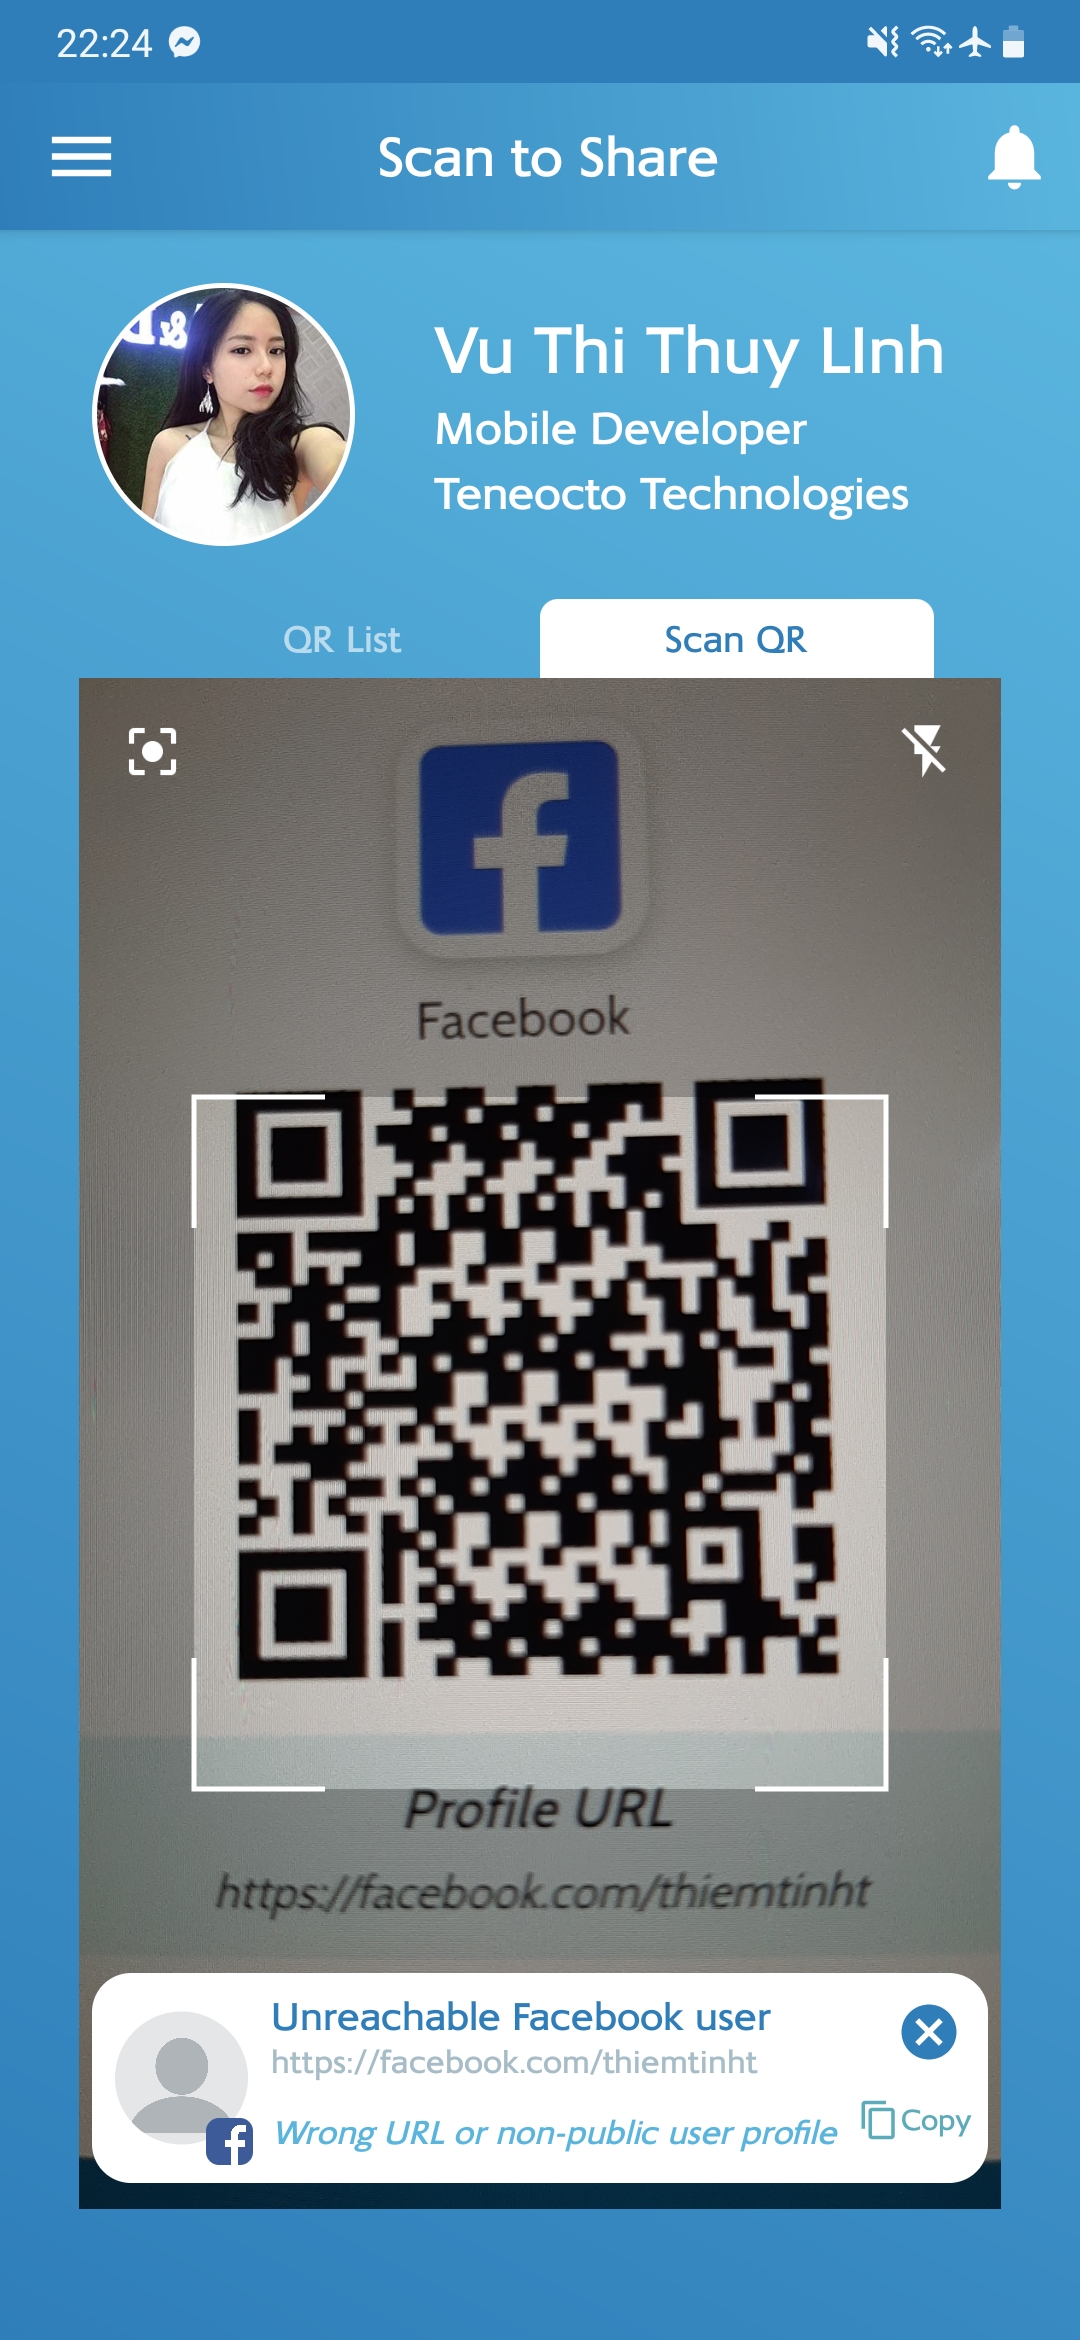 22:24
Scan to Share
&D
Vu Thi Thuy LInh
Mobile Developer
Teneocto Technologies
QR List
Scan QR
Facebook
Profile URL
https://facebook.com/thiemtinht
Unreachable Facebook user
https://facebook.com/thiemtinht
Wrong URL or non-public user profile
Copy